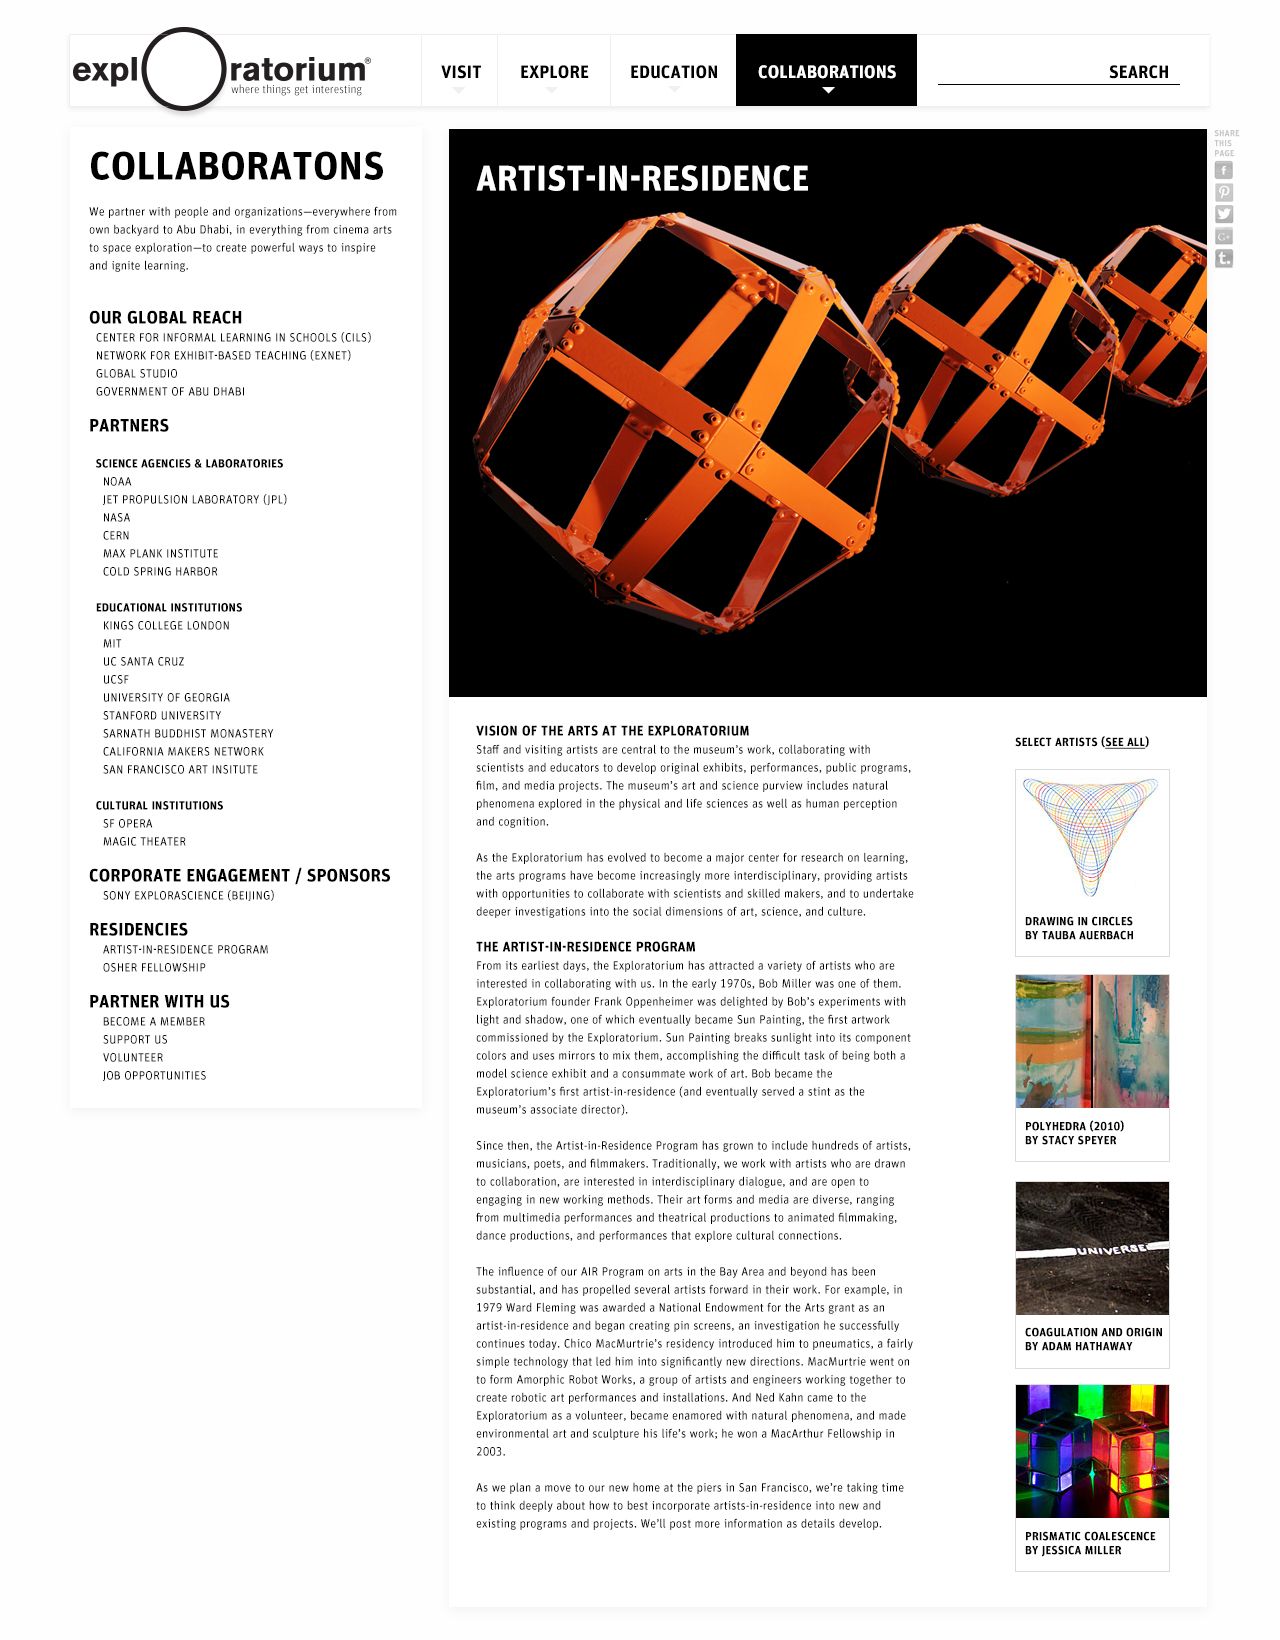 explOratorium®
where things get interesting
VISIT
EXPLORE
EDUCATION
COLLABORATIONS
SEARCH
COLLABORATONS
We partner with people and organizations—everywhere from
own backyard to Abu Dhabi, in everything from cinema arts
to space exploration—to create powerful ways to inspire
and ignite learning.
OUR GLOBAL REACH
CENTER FOR INFORMAL LEARNING IN SCHOOLS (CILS)
NETWORK FOR EXHIBIT-BASED TEACHING (EXNET)
GLOBAL STUDIO
GOVERNMENT OF ABU DHABI
PARTNERS
SCIENCE AGENCIES & LABORATORIES
NOAA
JET PROPULSION LABORATORY (JPL)
NASA
CERN
MAX PLANK INSTITUTE
COLD SPRING HARBOR
EDUCATIONAL INSTITUTIONS
KINGS COLLEGE LONDON
MIT
UC SANTA CRUZ
UCSF
UNIVERSITY OF GEORGIA
STANFORD UNIVERSITY
SARNATH BUDDHIST MONASTERY
CALIFORNIA MAKERS NETWORK
SAN FRANCISCO ART INSITUTE
CULTURAL INSTITUTIONS
SF OPERA
MAGIC THEATER
CORPORATE ENGAGEMENT / SPONSORS
SONY EXPLORASCIENCE (BEIJING)
RESIDENCIES
ARTIST-IN-RESIDENCE PROGRAM
OSHER FELLOWSHIP
PARTNER WITH US
BECOME A MEMBER
SUPPORT US
VOLUNTEER
JOB OPPORTUNITIES
ARTIST-IN-RESIDENCE
SHARE
THIS
PAGE
VISION OF THE ARTS AT THE EXPLORATORIUM
Staff and visiting artists are central to the museum's work, collaborating with
scientists and educators to develop original exhibits, performances, public programs,
film, and media projects. The museum's art and science purview includes natural
phenomena explored in the physical and life sciences as well as human perception
and cognition.
As the Exploratorium has evolved to become a major center for research on learning,
the arts programs have become increasingly more interdisciplinary, providing artists
with opportunities to collaborate with scientists and skilled makers, and to undertake
deeper investigations into the social dimensions of art, science, and culture.
THE ARTIST-IN-RESIDENCE PROGRAM
From its earliest days, the Exploratorium has attracted a variety of artists who are
interested in collaborating with us. In the early 1970s, Bob Miller was one of them.
Exploratorium founder Frank Oppenheimer was delighted by Bob's experiments with
light and shadow, one of which eventually became Sun Painting, the first artwork
commissioned by the Exploratorium. Sun Painting breaks sunlight into its component
colors and uses mirrors to mix them, accomplishing the difficult task of being both a
model science exhibit and a consummate work of art. Bob became the
Exploratorium's first artist-in-residence (and eventually served a stint as the
museum's associate director).
Since then, the Artist-in-Residence Program has grown to include hundreds of artists,
musicians, poets, and filmmakers. Traditionally, we work with artists who are drawn
to collaboration, are interested in interdisciplinary dialogue, and are open to
engaging in new working methods. Their art forms and media are diverse, ranging
from multimedia performances and theatrical productions to animated filmmaking,
dance productions, and performances that explore cultural connections.
The influence of our AIR Program on arts in the Bay Area and beyond has been
substantial, and has propelled several artists forward in their work. For example, in
1979 Ward Fleming was awarded a National Endowment for the Arts grant as an
artist-in-residence and began creating pin screens, an investigation he successfully
continues today. Chico MacMurtrie's residency introduced him to pneumatics, a fairly
simple technology that led him into significantly new directions. MacMurtrie went on
to form Amorphic Robot Works, a group of artists and engineers working together to
create robotic art performances and installations. And Ned Kahn came to the
Exploratorium as a volunteer, became enamored with natural phenomena, and made
environmental art and sculpture his life's work; he won a MacArthur Fellowship in
2003.
As we plan a move to our new home at the piers in San Francisco, we're taking time
to think deeply about how to best incorporate artists-in-residence into new and
existing programs and projects. We'll post more information as details develop.
SELECT ARTISTS (SEE ALL)
DRAWING IN CIRCLES
BY TAUBA AUERBACH
POLYHEDRA (2010)
BY STACY SPEYER
UNIVERSE
COAGULATION AND ORIGIN
BY ADAM HATHAWAY
PRISMATIC COALESCENCE
BY JESSICA MILLER